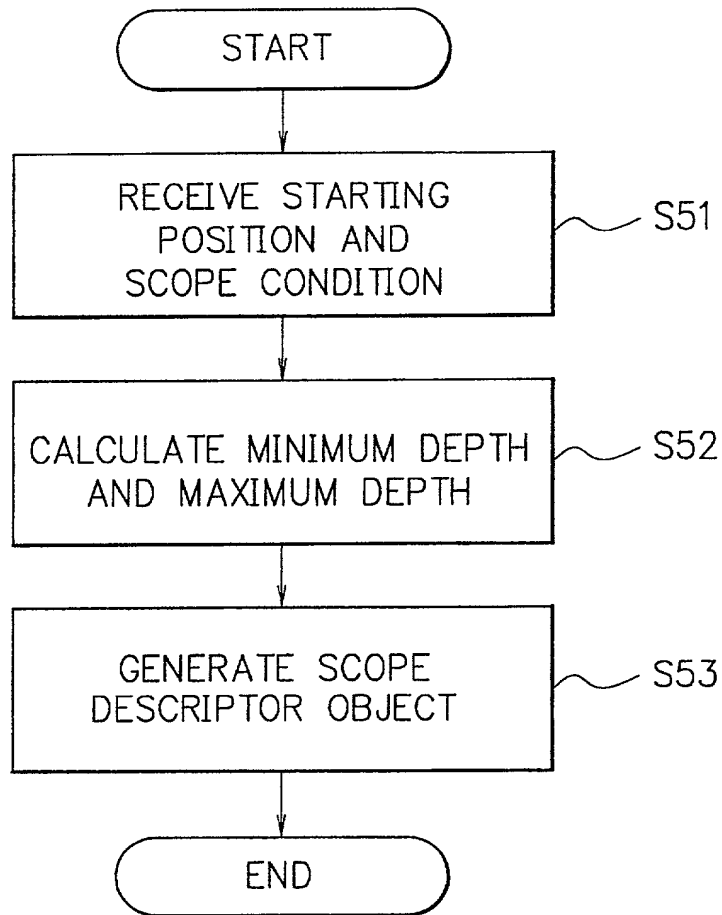 START
RECEIVE STARTING
POSITION AND
SCOPE CONDITION
S51
CALCULATE MINIMUM DEPTH
AND MAXIMUM DEPTH
S52
GENERATE SCOPE
DESCRIPTOR OBJECT
S53
END